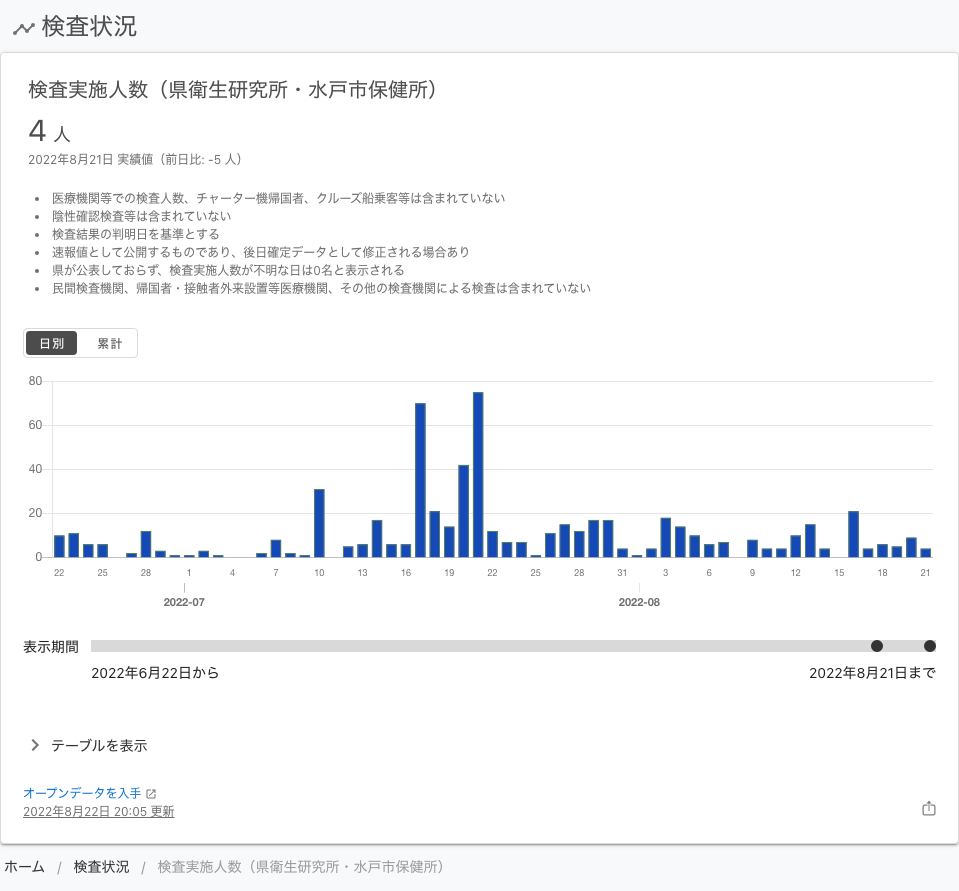 検査状況
検査実施人数（県衛生研究所・水戸市保健所）
4 人
2022年8月21日 実績値（前日比: -5 人）
• 医療機関等での検査人数、チャーター機帰国者、クルーズ船乗客等は含まれていない
• 陰性確認検査等は含まれていない
• 検査結果の判明日を基準とする
• 速報値として公開するものであり、後日確定データとして修正される場合あり
• 県が公表しておらず、検査実施人数が不明な日は0名と表示される
• 民間検査機関、帰国者・接触者外来設置等医療機関、その他の検査機関による検査は含まれていない
日別 累計
80
60
40
20
0
22 25 28 1 4 7 10 13 16 19 22 25 28 31 3 6 9 12 15 18 21
2022-07 2022-08
表示期間
2022年6月22日から 2022年8月21日まで
テーブルを表示
オープンデータを入手
2022年8月22日 20:05 更新
ホーム / 検査状況 / 検査実施人数（県衛生研究所・水戸市保健所）